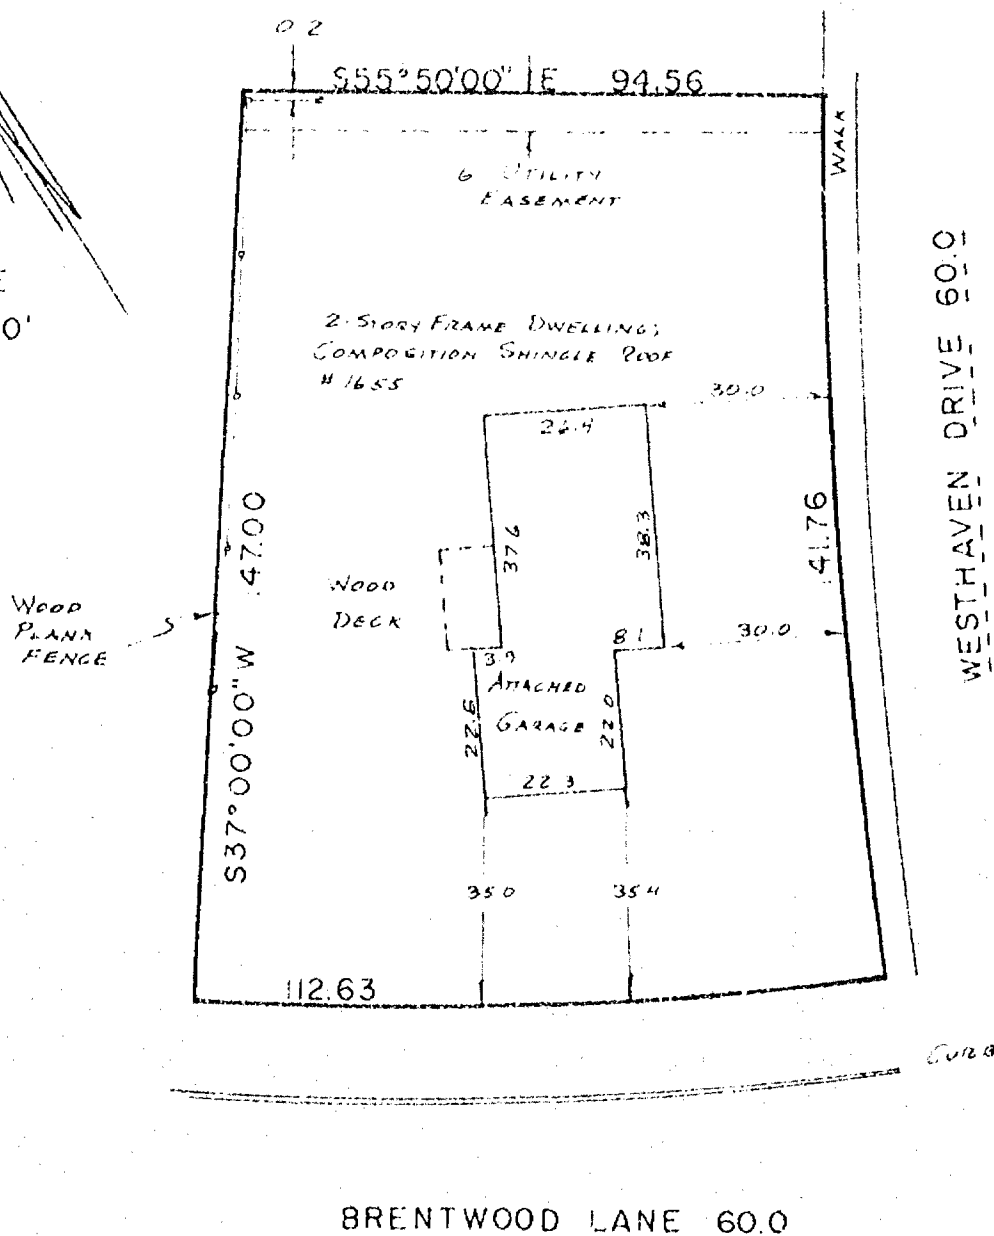 0 2
S55°50'00" E 94.56
WALK
6 UTILITY
EASEMENT
WESTHAVEN DRIVE 60.0
E
0'
2-STORY FRAME DWELLING;
COMPOSITION SHINGLE ROOF
# 1655
30.0
26.4
37.6
38.3
41.76
S37°00'00"W 47.00
WOOD
DECK
WOOD
PLANK
FENCE
8.1
30.0
3.9
ATTACHED
GARAGE
22.6
22.0
22.3
35.0
35.4
112.63
CURB
BRENTWOOD LANE 60.0